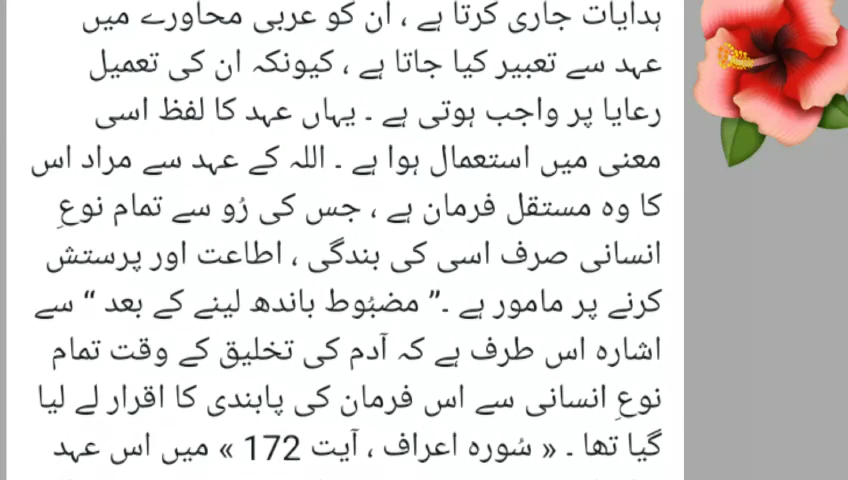 ہدایات جاری کرتا ہے ، ان کو عربی محاورے میں
عہد سے تعبیر کیا جاتا ہے ، کیونکہ ان کی تعمیل
رعایا پر واجب ہوتی ہے ۔ یہاں عہد کا لفظ اسی
معنی میں استعمال ہوا ہے ۔ اللہ کے عہد سے مراد اس
کا وہ مستقل فرمان ہے ، جس کی رُو سے تمام نوعِ
انسانی صرف اسی کی بندگی ، اطاعت اور پرستش
کرنے پر مامور ہے ۔” مضبُوط باندھ لینے کے بعد “ سے
اشارہ اس طرف ہے کہ آدم کی تخلیق کے وقت تمام
نوعِ انسانی سے اس فرمان کی پابندی کا اقرار لے لیا
گیا تھا ۔ « سُورہ اعراف ، آیت 172 » میں اس عہد